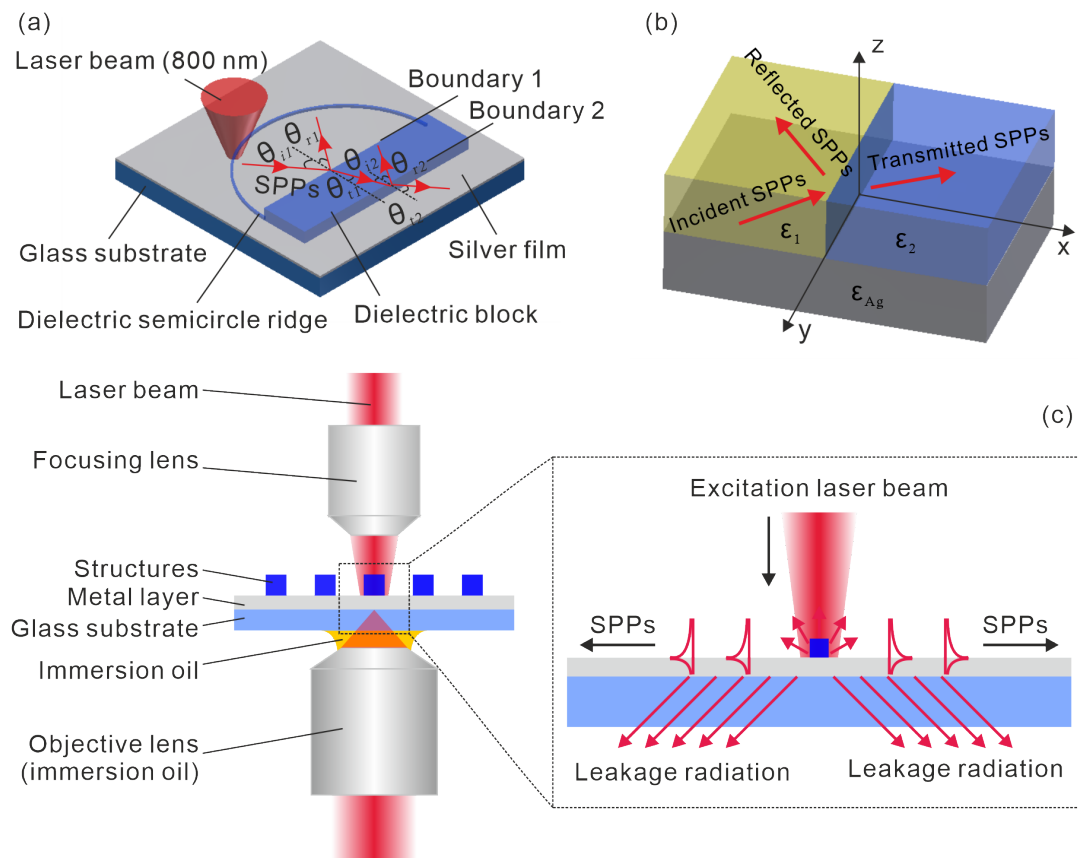 (a)
Laser beam (800 nm)
Boundary 1
Boundary 2
θi1
θr1
θi2
θr2
SPPs
θt1
θt2
Glass substrate
Silver film
Dielectric semicircle ridge
Dielectric block
(b)
z
Reflected SPPs
Transmitted SPPs
Incident SPPs
ε1
ε2
x
εAg
y
Laser beam
(c)
Focusing lens
Excitation laser beam
Structures
Metal layer
Glass substrate
SPPs
SPPs
Immersion oil
Objective lens
(immersion oil)
Leakage radiation
Leakage radiation